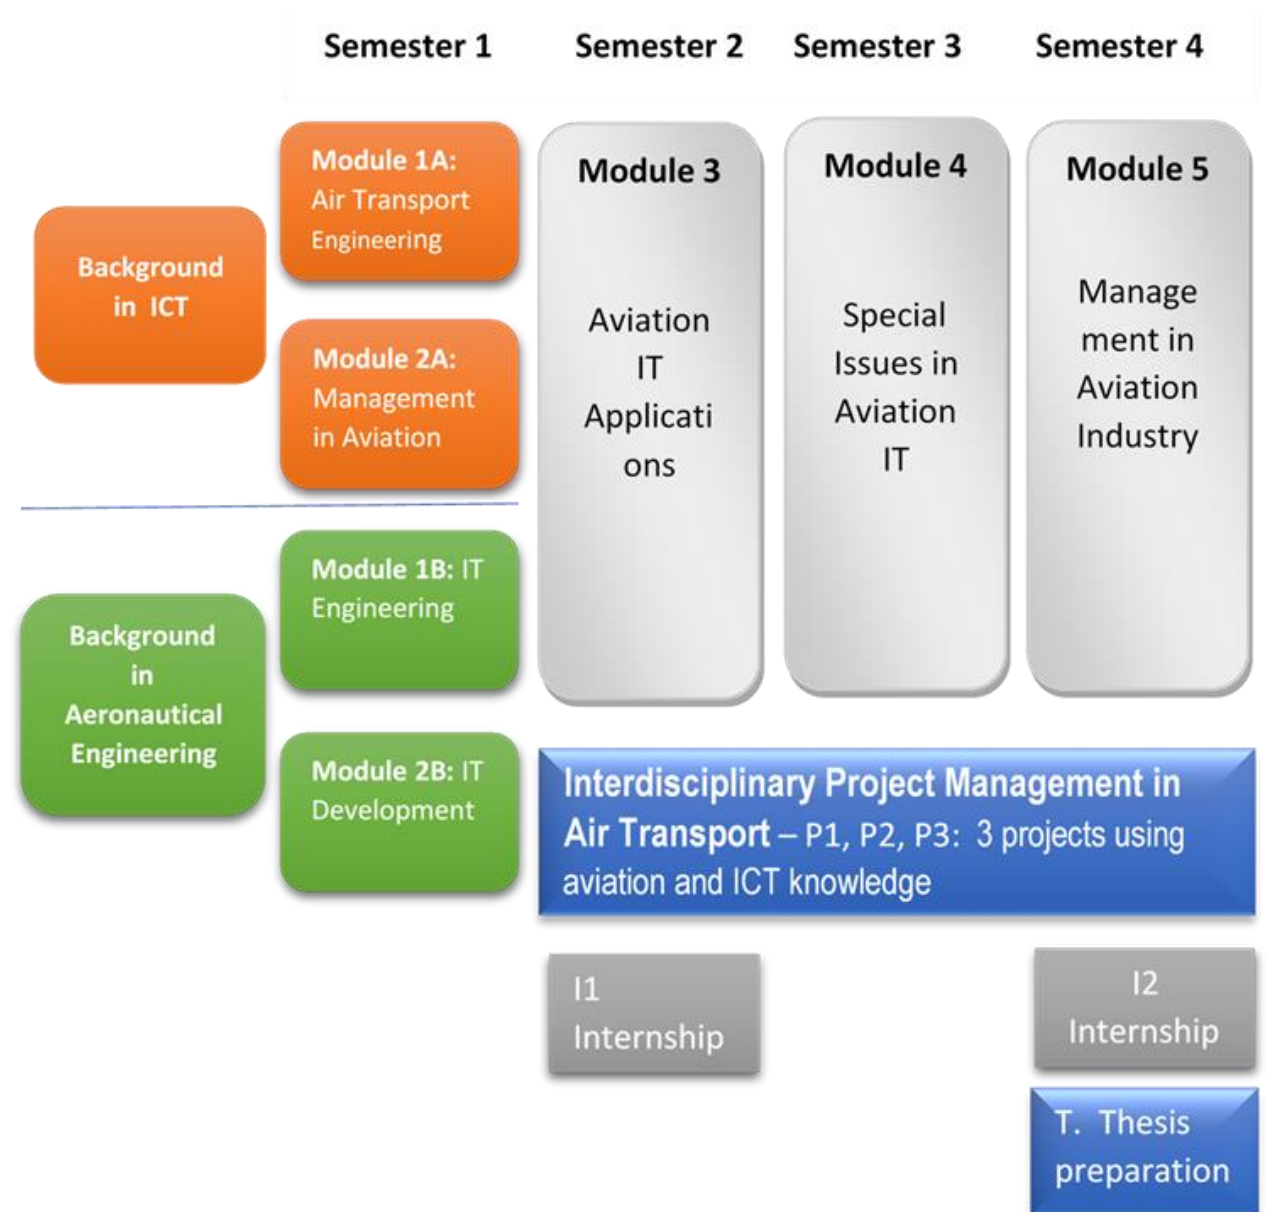 Semester 1 Semester 2 Semester 3 Semester 4
Background
in ICT
Module 1A:
Air Transport
Engineering
Module 2A:
Management
in Aviation
Background
in
Aeronautical
Engineering
Module 1B: IT
Engineering
Module 2B: IT
Development
Module 3
Aviation
IT
Applicati
ons
Module 4
Special
Issues in
Aviation
IT
Module 5
Manage
ment in
Aviation
Industry
Interdisciplinary Project Management in
Air Transport – P1, P2, P3: 3 projects using
aviation and ICT knowledge
I1
Internship
I2
Internship
T. Thesis
preparation